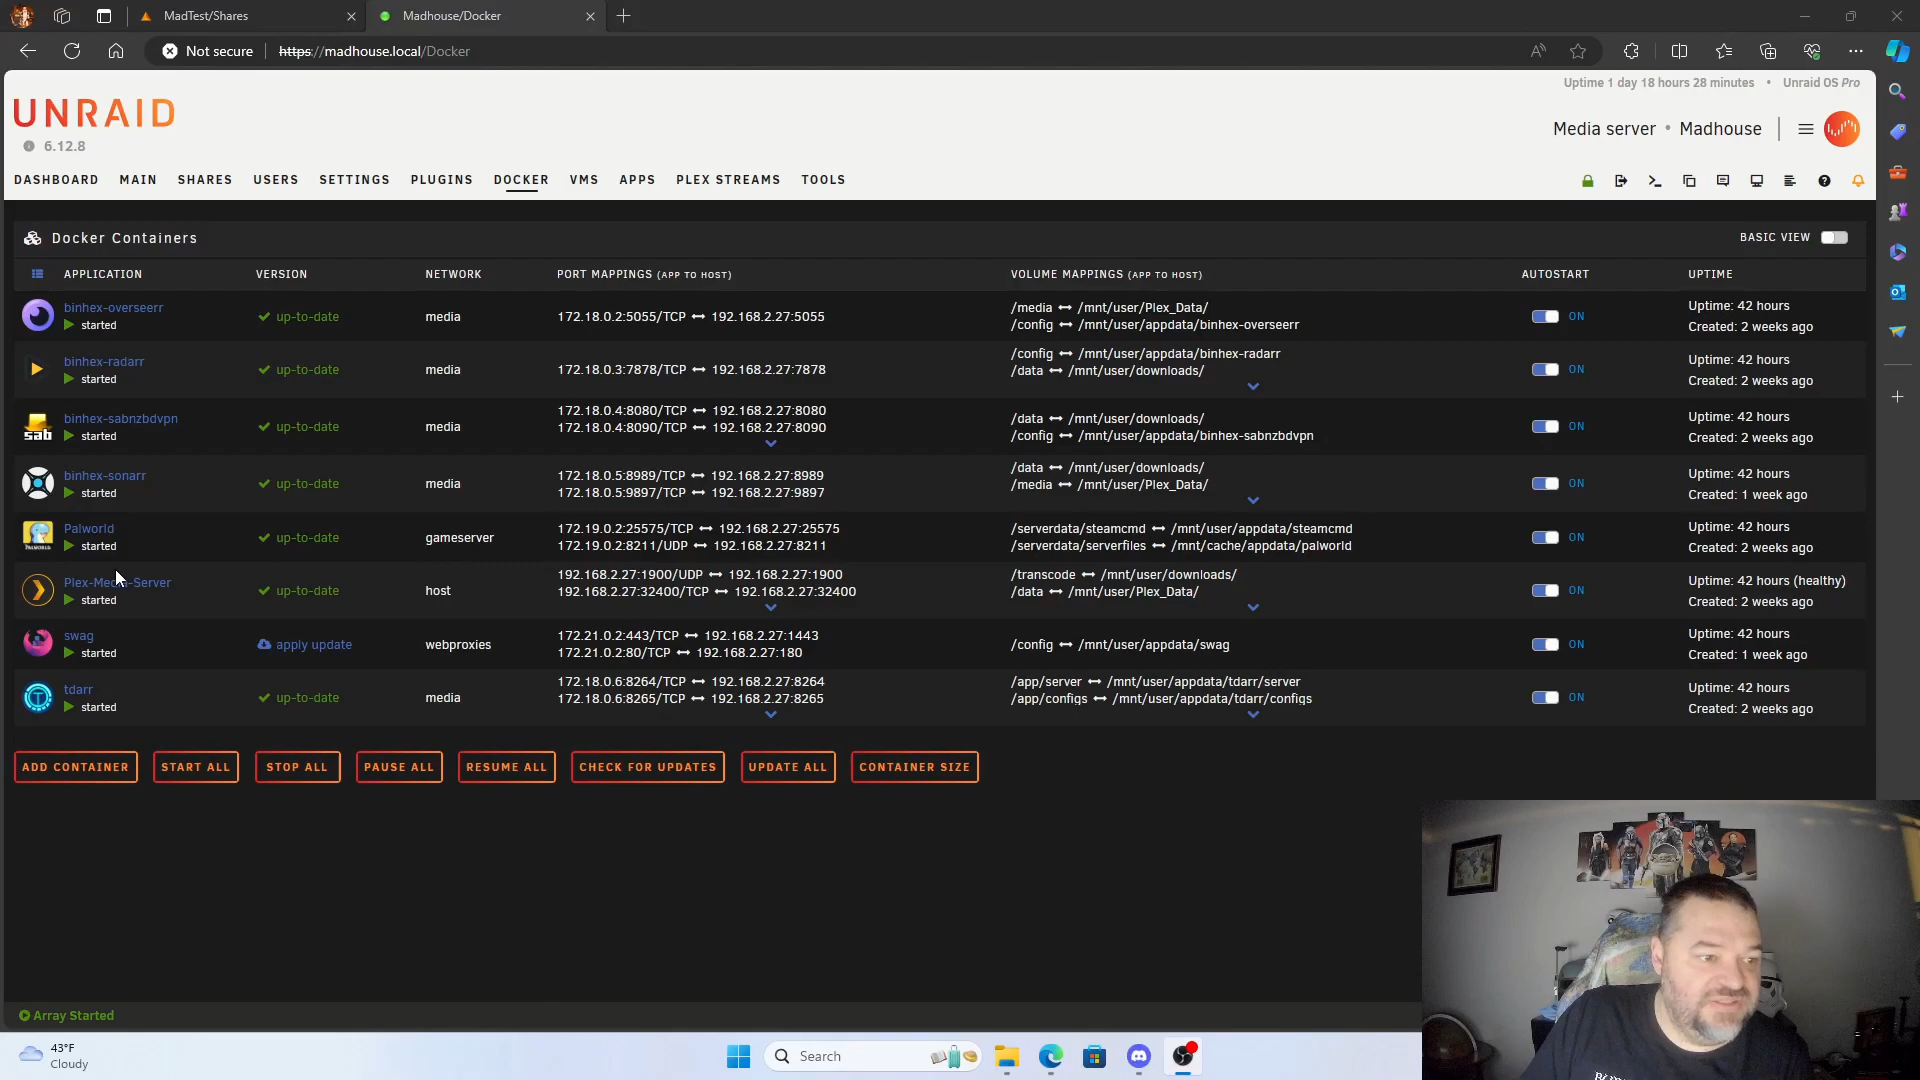 MadTest/Shares
Madhouse/Docker
Not secure
https://madhouse.local/Docker
Uptime 1 day 18 hours 28 minutes • Unraid OS Pro
UNRAID
6.12.8
Media server • Madhouse
DASHBOARD MAIN SHARES USERS SETTINGS PLUGINS DOCKER VMS APPS PLEX STREAMS TOOLS
Docker Containers
BASIC VIEW
APPLICATION VERSION NETWORK PORT MAPPINGS (APP TO HOST) VOLUME MAPPINGS (APP TO HOST) AUTOSTART UPTIME
binhex-overseerr
started
up-to-date
media
172.18.0.2:5055/TCP ↔ 192.168.2.27:5055
/media ↔ /mnt/user/Plex_Data/
/config ↔ /mnt/user/appdata/binhex-overseerr
ON
Uptime: 42 hours
Created: 2 weeks ago
binhex-radarr
started
up-to-date
media
172.18.0.3:7878/TCP ↔ 192.168.2.27:7878
/config ↔ /mnt/user/appdata/binhex-radarr
/data ↔ /mnt/user/downloads/
ON
Uptime: 42 hours
Created: 2 weeks ago
sab
binhex-sabnzbdvpn
started
up-to-date
media
172.18.0.4:8080/TCP ↔ 192.168.2.27:8080
172.18.0.4:8090/TCP ↔ 192.168.2.27:8090
/data ↔ /mnt/user/downloads/
/config ↔ /mnt/user/appdata/binhex-sabnzbdvpn
ON
Uptime: 42 hours
Created: 2 weeks ago
binhex-sonarr
started
up-to-date
media
172.18.0.5:8989/TCP ↔ 192.168.2.27:8989
172.18.0.5:9897/TCP ↔ 192.168.2.27:9897
/data ↔ /mnt/user/downloads/
/media ↔ /mnt/user/Plex_Data/
ON
Uptime: 42 hours
Created: 1 week ago
PALWORLD
Palworld
started
up-to-date
gameserver
172.19.0.2:25575/TCP ↔ 192.168.2.27:25575
172.19.0.2:8211/UDP ↔ 192.168.2.27:8211
/serverdata/steamcmd ↔ /mnt/user/appdata/steamcmd
/serverdata/serverfiles ↔ /mnt/cache/appdata/palworld
ON
Uptime: 42 hours
Created: 2 weeks ago
Plex-Media-Server
started
up-to-date
host
192.168.2.27:1900/UDP ↔ 192.168.2.27:1900
192.168.2.27:32400/TCP ↔ 192.168.2.27:32400
/transcode ↔ /mnt/user/downloads/
/data ↔ /mnt/user/Plex_Data/
ON
Uptime: 42 hours (healthy)
Created: 2 weeks ago
swag
started
apply update
webproxies
172.21.0.2:443/TCP ↔ 192.168.2.27:1443
172.21.0.2:80/TCP ↔ 192.168.2.27:180
/config ↔ /mnt/user/appdata/swag
ON
Uptime: 42 hours
Created: 1 week ago
tdarr
started
up-to-date
media
172.18.0.6:8264/TCP ↔ 192.168.2.27:8264
172.18.0.6:8265/TCP ↔ 192.168.2.27:8265
/app/server ↔ /mnt/user/appdata/tdarr/server
/app/configs ↔ /mnt/user/appdata/tdarr/configs
ON
Uptime: 42 hours
Created: 2 weeks ago
ADD CONTAINER START ALL STOP ALL PAUSE ALL RESUME ALL CHECK FOR UPDATES UPDATE ALL CONTAINER SIZE
Array Started
43°F
Cloudy
Search